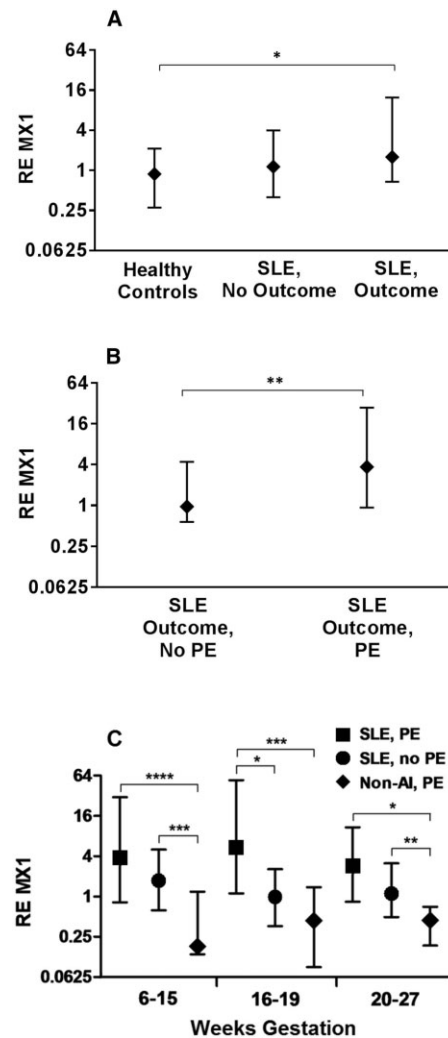 A
*
64
16
4
1
0.25
0.0625
RE MX1
Healthy
Controls
SLE,
No Outcome
SLE,
Outcome
B
**
64
16
4
1
0.25
0.0625
RE MX1
SLE
Outcome,
No PE
SLE
Outcome,
PE
C
SLE, PE
SLE, no PE
Non-AI, PE
****
***
***
*
*
**
64
16
4
1
0.25
0.0625
RE MX1
6-15
16-19
20-27
Weeks Gestation